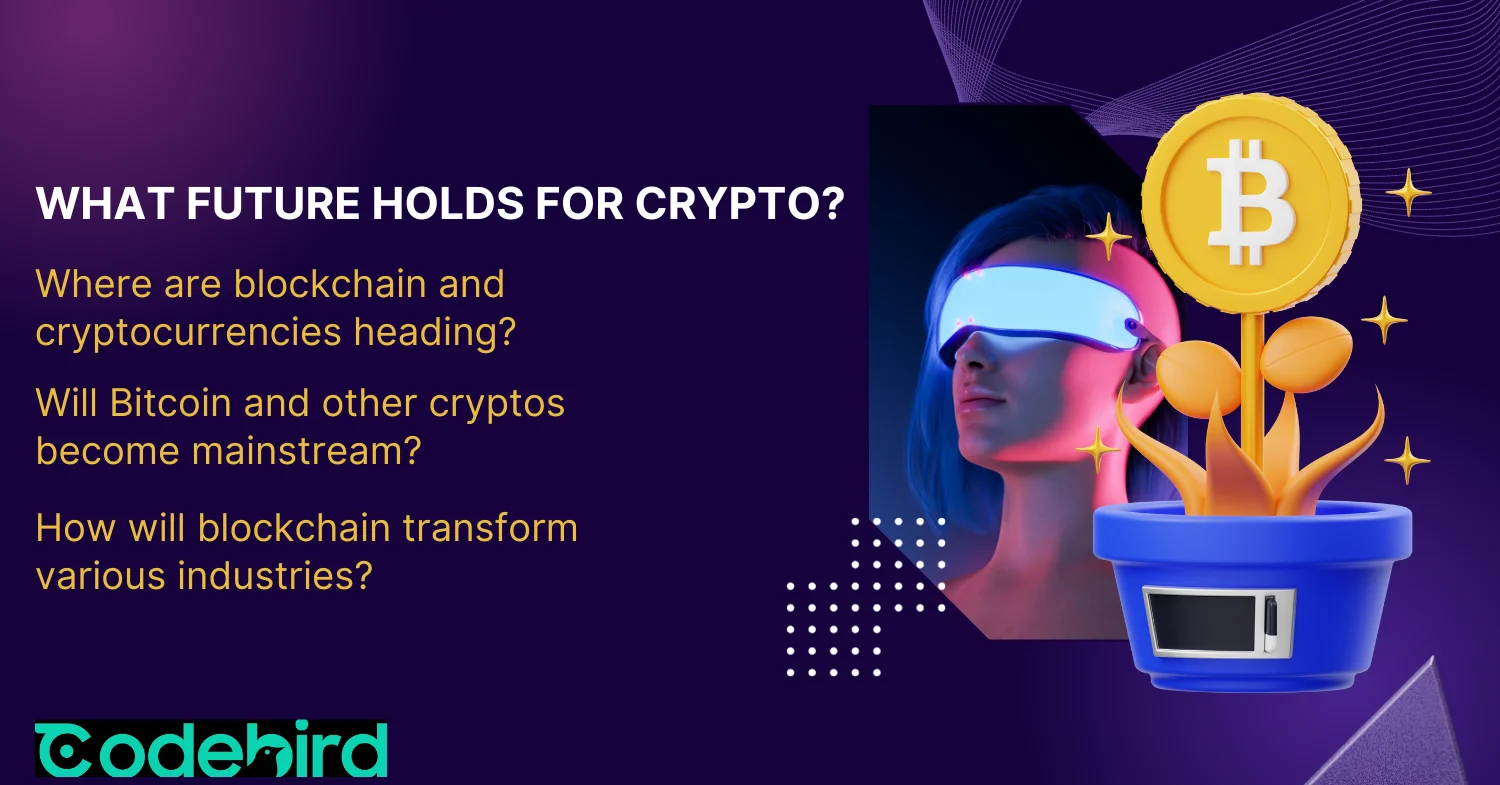 WHAT FUTURE HOLDS FOR CRYPTO?
Where are blockchain and
cryptocurrencies heading?
Will Bitcoin and other cryptos
become mainstream?
How will blockchain transform
various industries?
Codebird